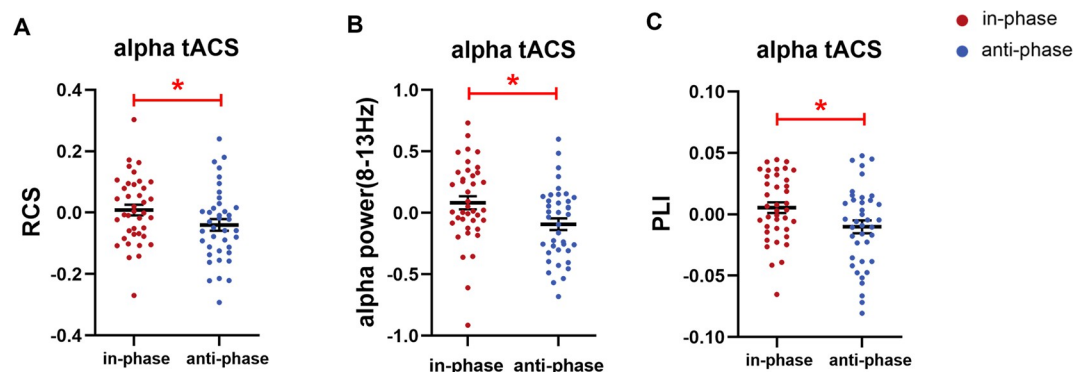 A
alpha tACS
*
RCS
0.4
0.2
0.0
-0.2
-0.4
in-phase anti-phase
B
alpha tACS
*
alpha power(8-13Hz)
1.0
0.5
0.0
-0.5
-1.0
in-phase anti-phase
C
alpha tACS
*
PLI
0.10
0.05
0.00
-0.05
-0.10
in-phase anti-phase
in-phase
anti-phase